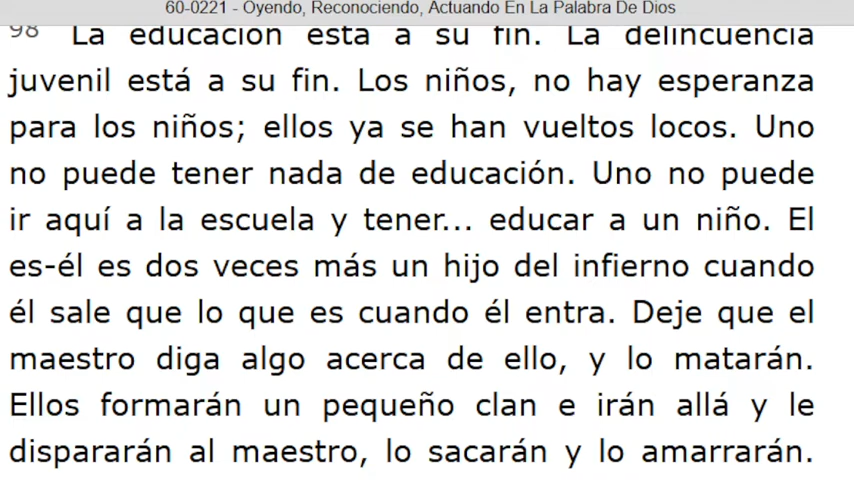 60-0221 - Oyendo, Reconociendo, Actuando En La Palabra De Dios
98 La educación está a su fin. La delincuencia
juvenil está a su fin. Los niños, no hay esperanza
para los niños; ellos ya se han vueltos locos. Uno
no puede tener nada de educación. Uno no puede
ir aquí a la escuela y tener... educar a un niño. El
es-él es dos veces más un hijo del infierno cuando
él sale que lo que es cuando él entra. Deje que el
maestro diga algo acerca de ello, y lo matarán.
Ellos formarán un pequeño clan e irán allá y le
dispararán al maestro, lo sacarán y lo amarrarán.